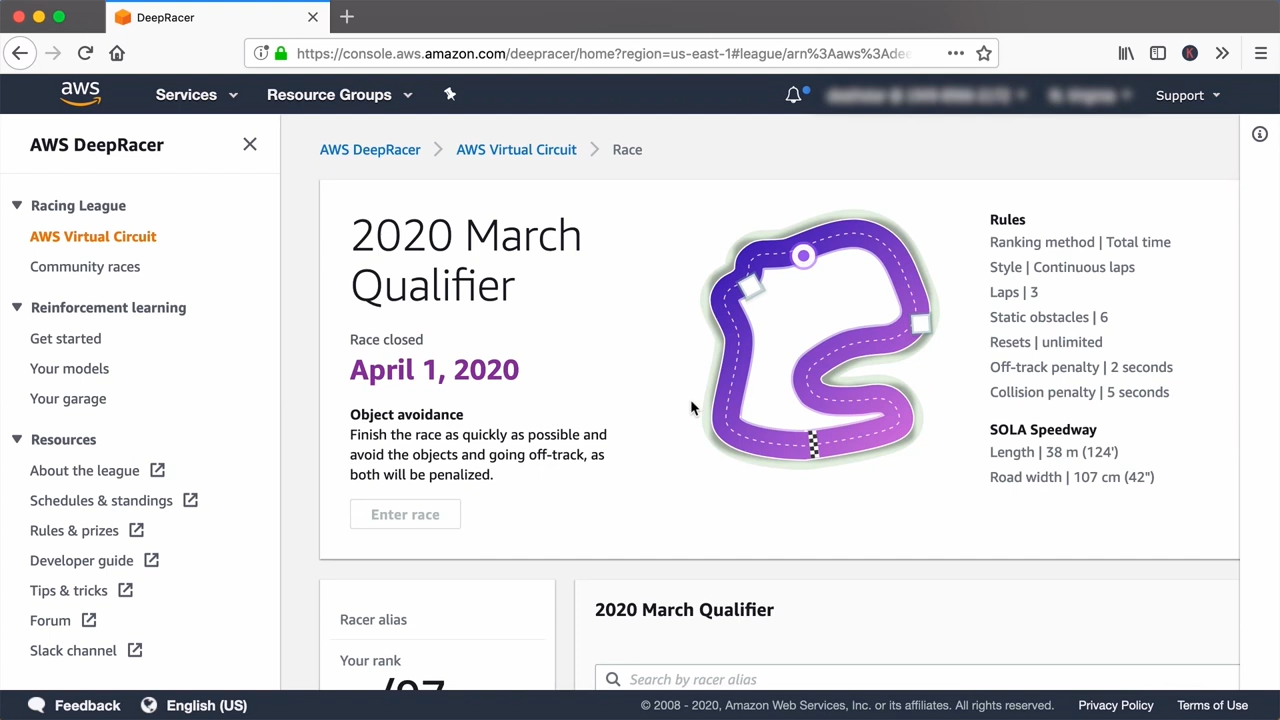 DeepRacer
https://console.aws.amazon.com/deepracer/home?region=us-east-1#league/arn%3Aaws%3Adee
aws
Services
Resource Groups
Support
AWS DeepRacer
Racing League
AWS Virtual Circuit
Community races
Reinforcement learning
Get started
Your models
Your garage
Resources
About the league
Schedules & standings
Rules & prizes
Developer guide
Tips & tricks
Forum
Slack channel
AWS DeepRacer > AWS Virtual Circuit > Race
2020 March
Qualifier
Race closed
April 1, 2020
Object avoidance
Finish the race as quickly as possible and
avoid the objects and going off-track, as
both will be penalized.
Enter race
Rules
Ranking method | Total time
Style | Continuous laps
Laps | 3
Static obstacles | 6
Resets | unlimited
Off-track penalty | 2 seconds
Collision penalty | 5 seconds
SOLA Speedway
Length | 38 m (124')
Road width | 107 cm (42")
Racer alias
Your rank
2020 March Qualifier
Search by racer alias
Feedback
English (US)
© 2008 - 2020, Amazon Web Services, Inc. or its affiliates. All rights reserved.
Privacy Policy
Terms of Use